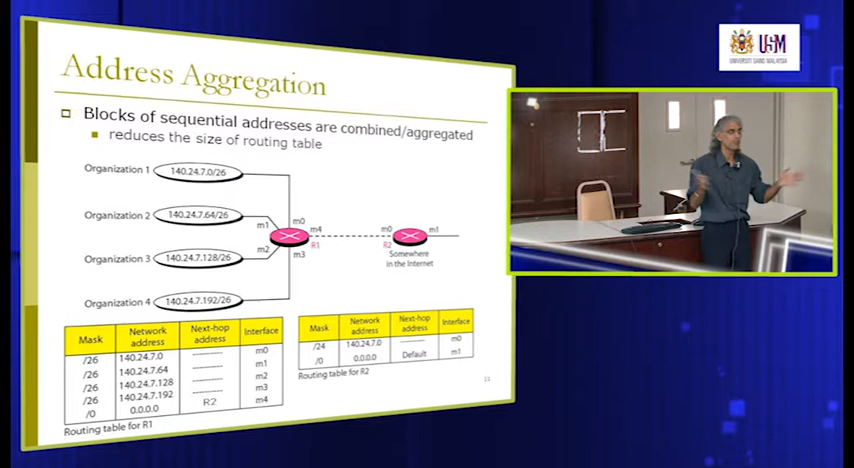 Address Aggregation
Blocks of sequential addresses are combined/aggregated
reduces the size of routing table
Organization 1 140.24.7.0/26
Organization 2 140.24.7.64/26
Organization 3 140.24.7.128/26
Organization 4 140.24.7.192/26
m0
m1
m4
m2
R1
m3
m0
m1
R2
Somewhere
in the Internet
Mask Network address Next-hop address Interface
/26 140.24.7.0 ---------- m0
/26 140.24.7.64 ---------- m1
/26 140.24.7.128 ---------- m2
/26 140.24.7.192 ---------- m3
/0 0.0.0.0 R2 m4
Routing table for R1
Mask Network address Next-hop address Interface
/24 140.24.7.0 ---------- m0
/0 0.0.0.0 Default m1
Routing table for R2
11
USM
UNIVERSITI SAINS MALAYSIA